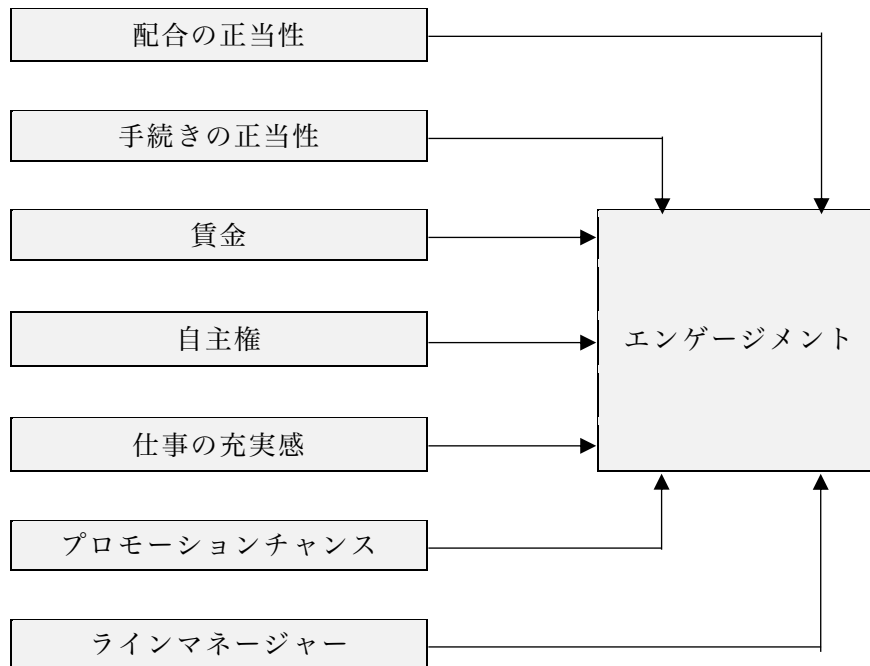 配合の正当性
手続きの正当性
賃金
自主権
エンゲージメント
仕事の充実感
プロモーションチャンス
ラインマネージャー